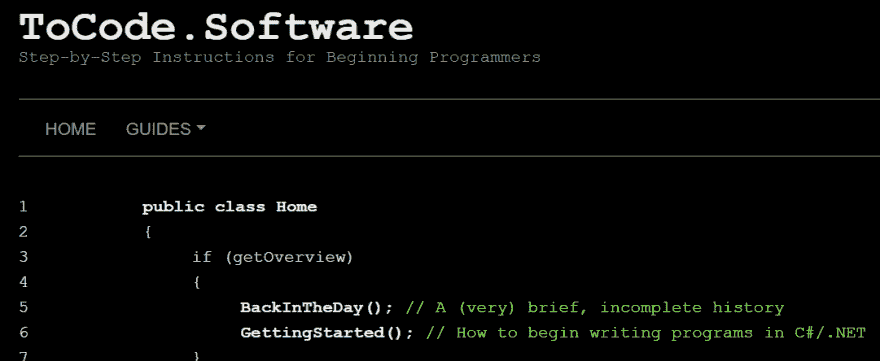 ToCode.Software
Step-by-Step Instructions for Beginning Programmers
HOME GUIDES
1 public class Home
2 {
3 if (getOverview)
4 {
5 BackInTheDay(); // A (very) brief, incomplete history
6 GettingStarted(); // How to begin writing programs in C#/.NET
7 }